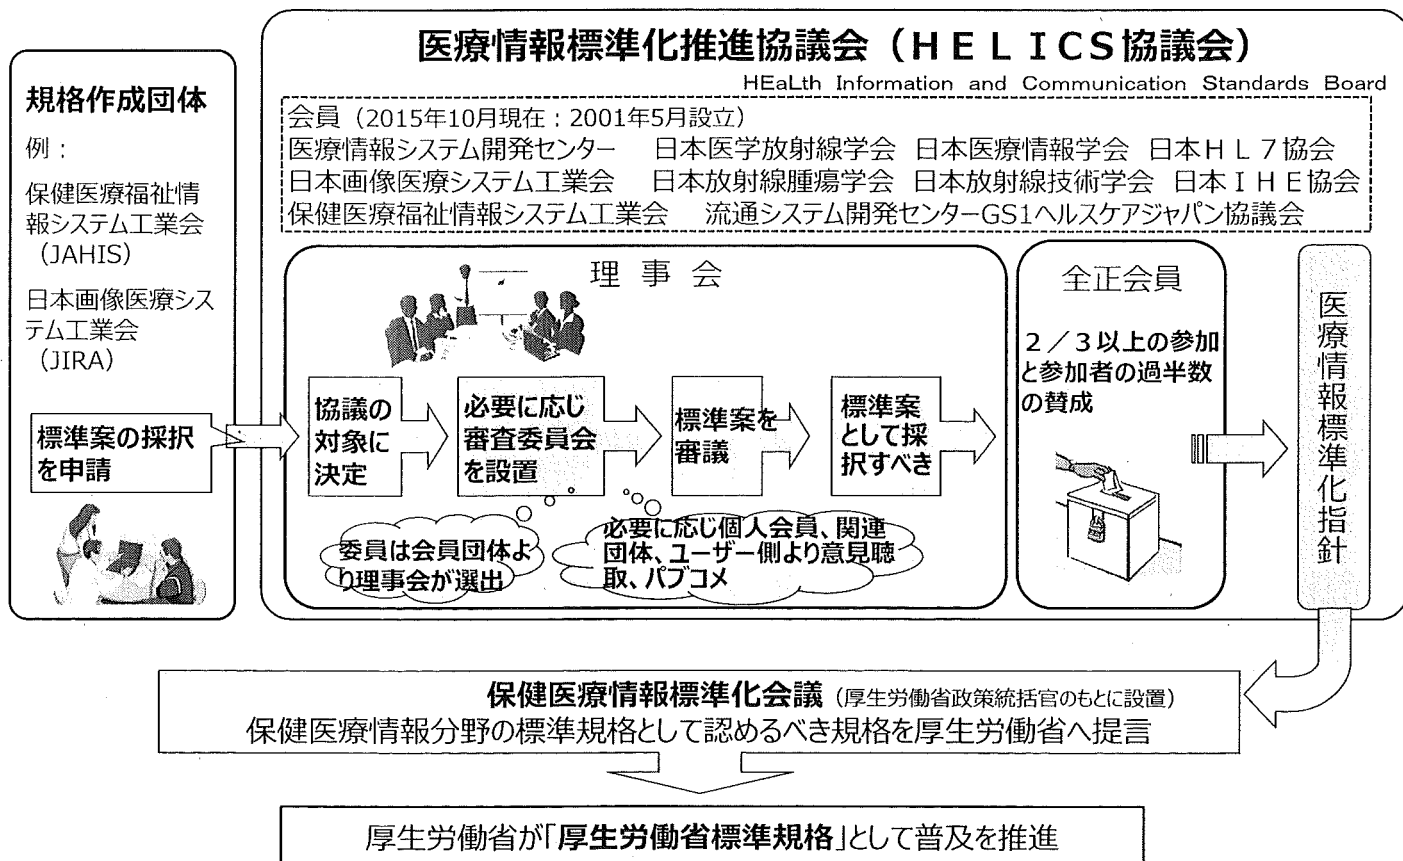 医療情報標準化推進協議会（ＨＥＬＩＣＳ協議会）
HEaLth Information and Communication Standards Board
規格作成団体
例：
保健医療福祉情
報システム工業会
（JAHIS）
日本画像医療シス
テム工業会
（JIRA）
標準案の採択
を申請
会員（2015年10月現在：2001年5月設立）
医療情報システム開発センター　日本医学放射線学会　日本医療情報学会　日本ＨＬ７協会
日本画像医療システム工業会　日本放射線腫瘍学会　日本放射線技術学会　日本ＩＨＥ協会
保健医療福祉情報システム工業会　流通システム開発センターGS1ヘルスケアジャパン協議会
理 事 会
協議の
対象に
決定
必要に応じ
審査委員会
を設置
標準案を
審議
標準案
として採
択すべき
委員は会員団体よ
り理事会が選出
必要に応じ個人会員、関連
団体、ユーザー側より意見聴
取、パブコメ
全正会員
２／３以上の参加
と参加者の過半数
の賛成
医療情報標準化指針
保健医療情報標準化会議（厚生労働省政策統括官のもとに設置）
保健医療情報分野の標準規格として認めるべき規格を厚生労働省へ提言
厚生労働省が「厚生労働省標準規格」として普及を推進